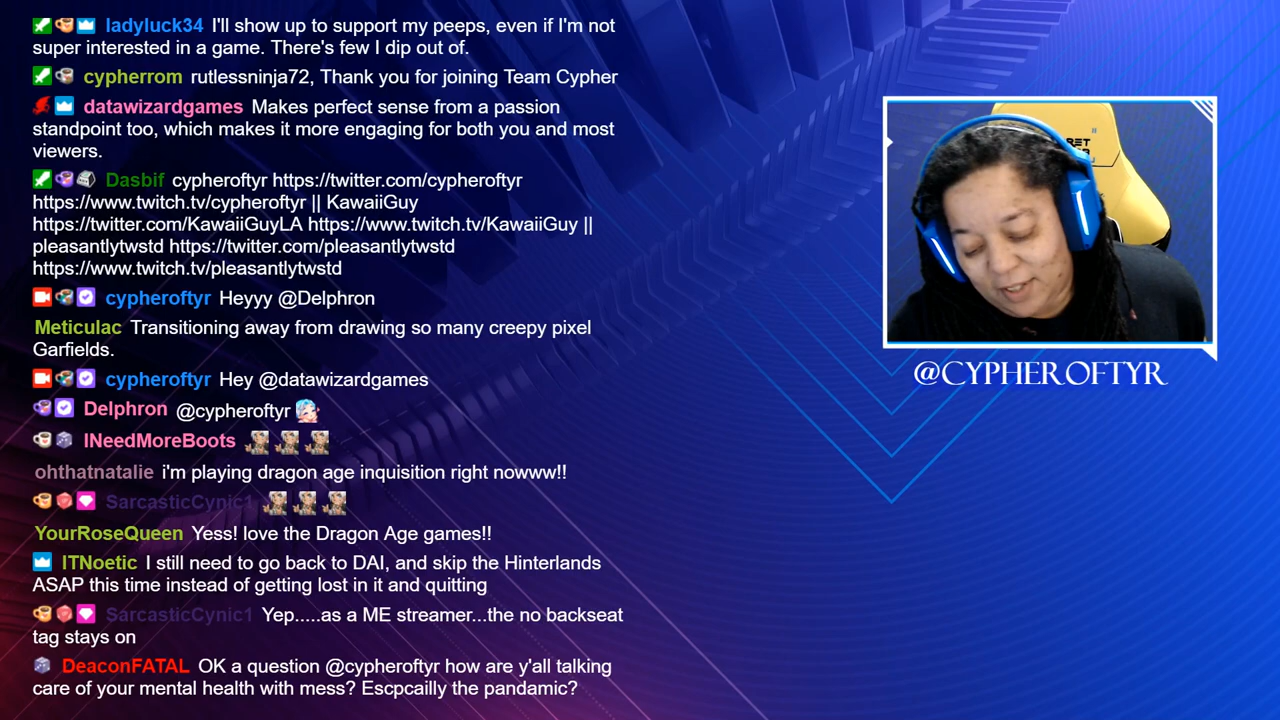 ladyluck34 I'll show up to support my peeps, even if I'm not
super interested in a game. There's few I dip out of.
cypherrom rutlessninja72, Thank you for joining Team Cypher
datawizardgames Makes perfect sense from a passion
standpoint too, which makes it more engaging for both you and most
viewers.
Dasbif cypheroftyr https://twitter.com/cypheroftyr
https://www.twitch.tv/cypheroftyr || KawaiiGuy
https://twitter.com/KawaiiGuyLA https://www.twitch.tv/KawaiiGuy ||
pleasantlytwstd https://twitter.com/pleasantlytwstd
https://www.twitch.tv/pleasantlytwstd
cypheroftyr Heyyy @Delphron
Meticulac Transitioning away from drawing so many creepy pixel
Garfields.
cypheroftyr Hey @datawizardgames
Delphron @cypheroftyr
INeedMoreBoots
ohthatnatalie i'm playing dragon age inquisition right nowww!!
SarcasticCynic1
YourRoseQueen Yess! love the Dragon Age games!!
ITNoetic I still need to go back to DAI, and skip the Hinterlands
ASAP this time instead of getting lost in it and quitting
SarcasticCynic1 Yep.....as a ME streamer...the no backseat
tag stays on
DeaconFATAL OK a question @cypheroftyr how are y'all talking
care of your mental health with mess? Escpcailly the pandamic?
@CYPHEROFTYR